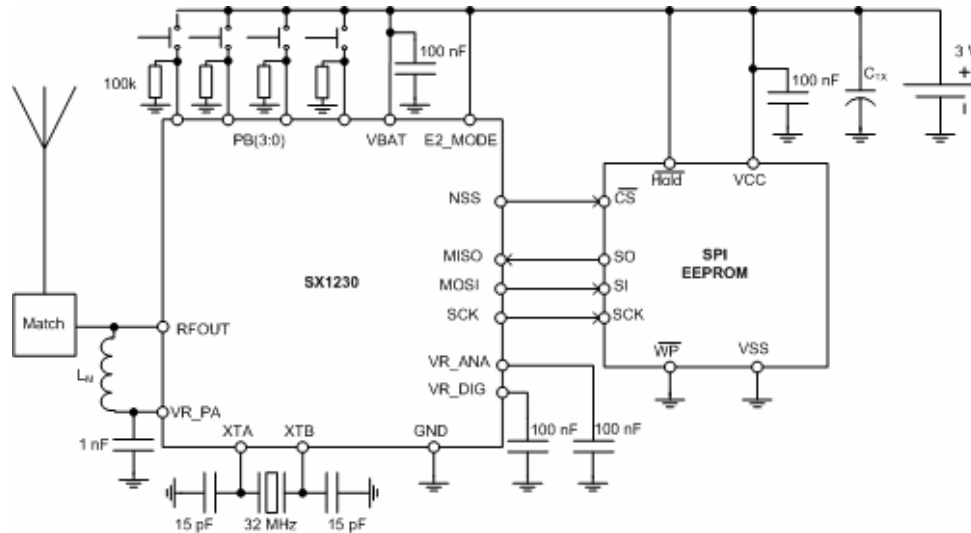 3 V
100 nF
100 nF
C_TX
+
100k
PB(3:0)
VBAT
E2_MODE
Hold
VCC
NSS
CS
SPI
EEPROM
MISO
SO
SX1230
MOSI
SI
Match
RFOUT
SCK
SCK
VR_ANA
WP
VSS
L_M
VR_DIG
VR_PA
1 nF
XTA
XTB
GND
100 nF
100 nF
15 pF
32 MHz
15 pF